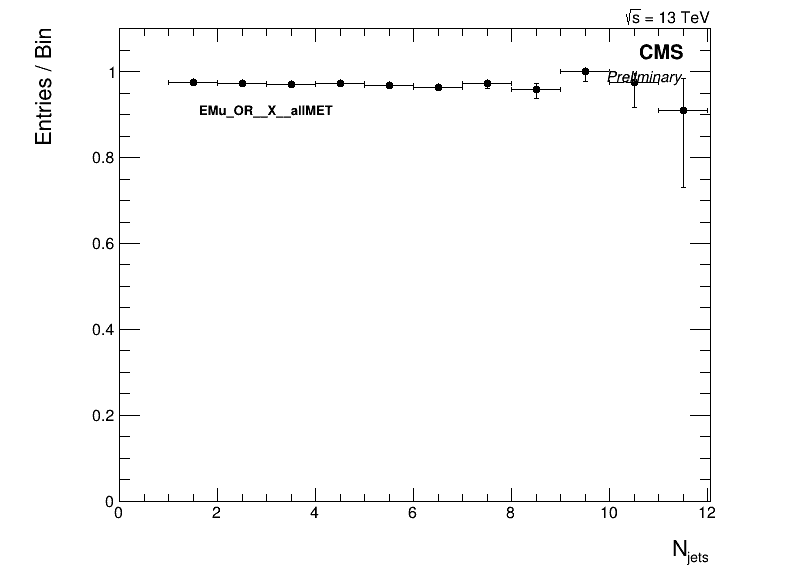 √s = 13 TeV
CMS
Preliminary
EMu_OR__X__allMET
Entries / Bin
1
0.8
0.6
0.4
0.2
0
0 2 4 6 8 10 12
Njets